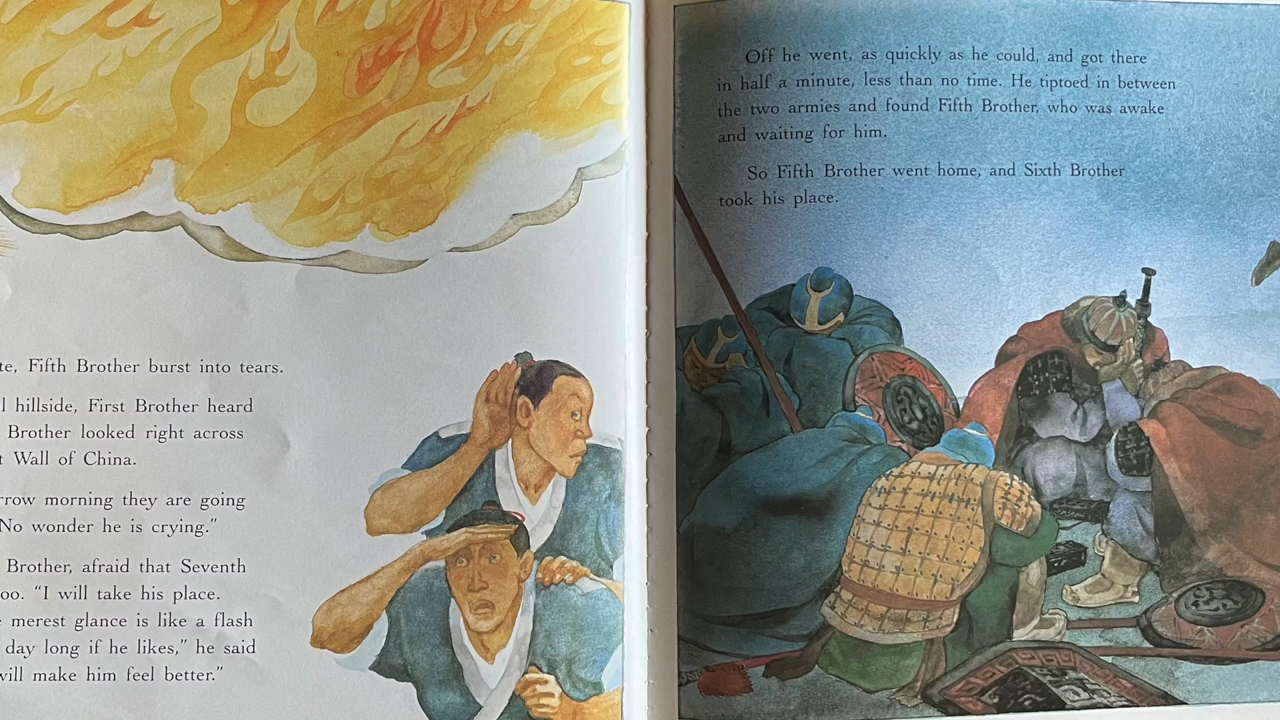 te, Fifth Brother burst into tears.
l hillside, First Brother heard
Brother looked right across
t Wall of China.
rrow morning they are going
No wonder he is crying.”
Brother, afraid that Seventh
oo. “I will take his place.
e merest glance is like a flash
day long if he likes,” he said
will make him feel better.”
Off he went, as quickly as he could, and got there
in half a minute, less than no time. He tiptoed in between
the two armies and found Fifth Brother, who was awake
and waiting for him.
So Fifth Brother went home, and Sixth Brother
took his place.